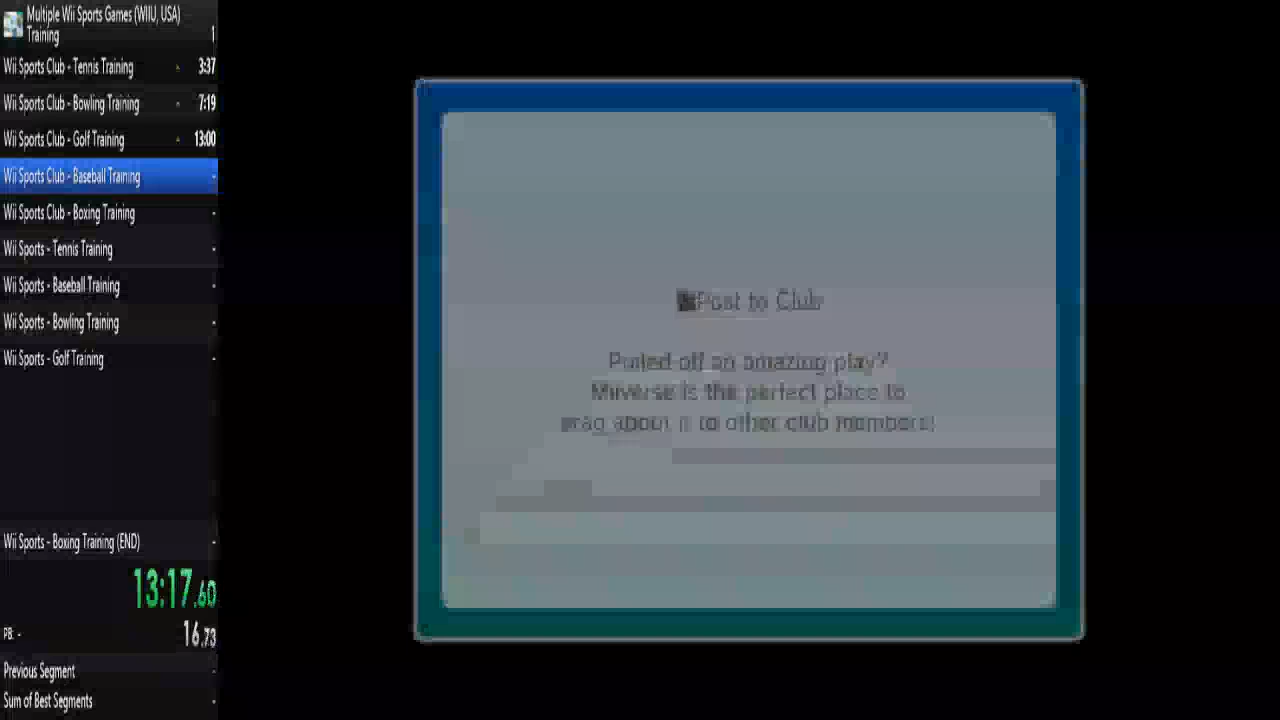 Multiple Wii Sports Games (WIIU, USA)
Training
1
Wii Sports Club - Tennis Training 3:37
Wii Sports Club - Bowling Training 7:19
Wii Sports Club - Golf Training 13:00
Wii Sports Club - Baseball Training -
Wii Sports Club - Boxing Training -
Wii Sports - Tennis Training -
Wii Sports - Baseball Training -
Wii Sports - Bowling Training -
Wii Sports - Golf Training -
Wii Sports - Boxing Training (END) -
13:17.60
PB: - 16.73
Previous Segment -
Sum of Best Segments -
Post to Club
Pulled off an amazing play?
Miiverse is the perfect place to
brag about it to other club members!